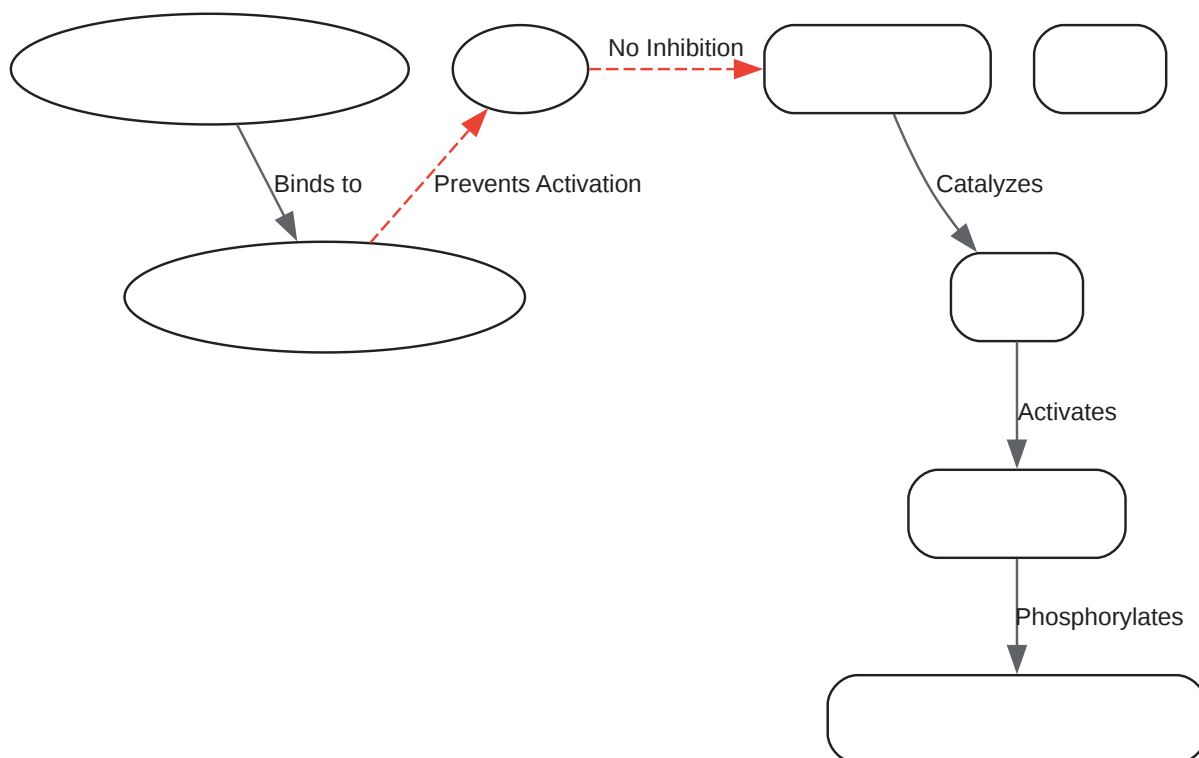 No Inhibition
Binds to
Prevents Activation
Catalyzes
Activates
Phosphorylates